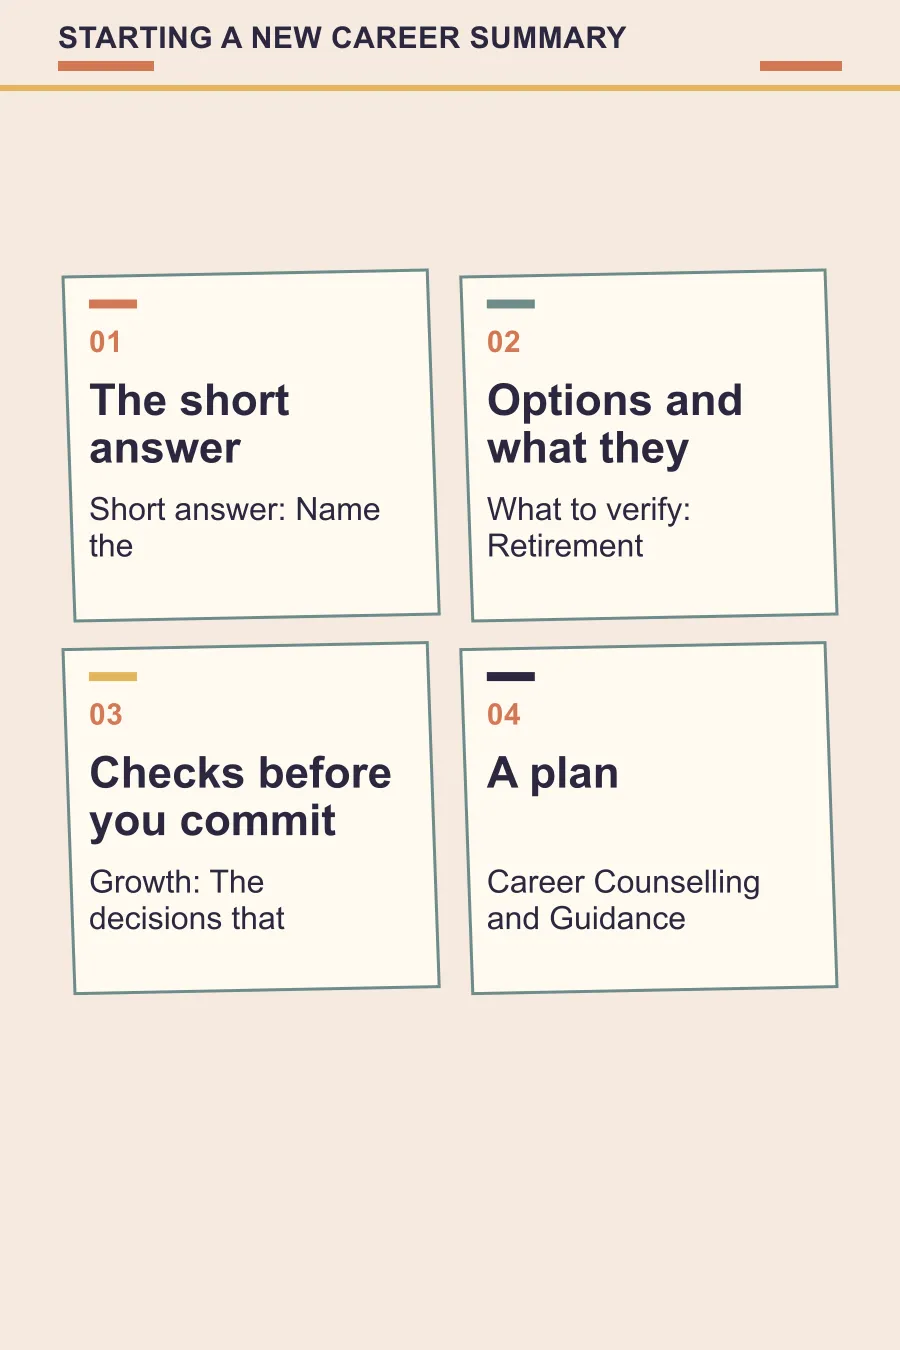 STARTING A NEW CAREER SUMMARY
01
The short
answer
Short answer: Name
the
02
Options and
what they
What to verify:
Retirement
03
Checks before
you commit
Growth: The
decisions that
04
A plan
Career Counselling
and Guidance